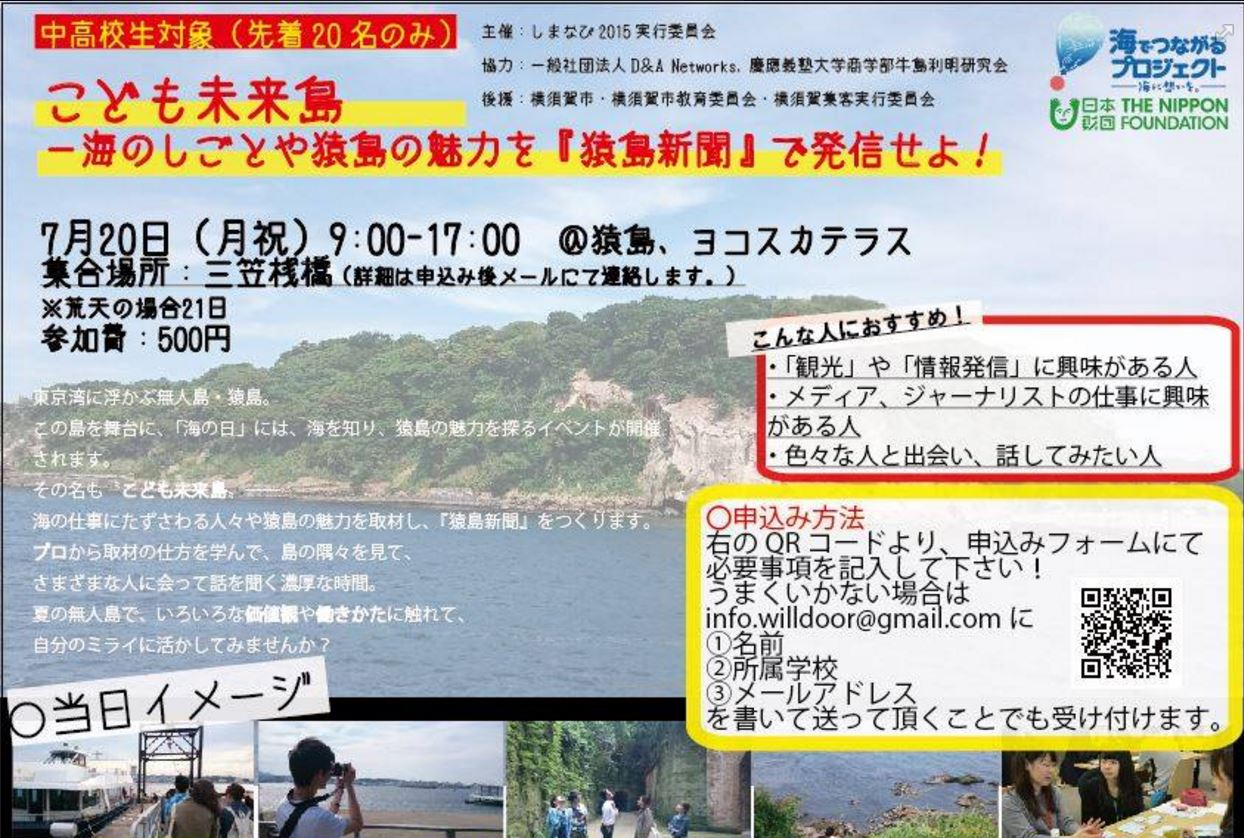 中高校生対象（先着20名のみ）
主催：しまなび2015実行委員会
協力：一般社団法人D&A Networks. 慶應義塾大学商学部牛島利明研究会
後援：横須賀市・横須賀市教育委員会・横須賀集客実行委員会
海でつながる
プロジェクト
―海に想いを。―
日本
財団
THE NIPPON
FOUNDATION
こども未来島
－海のしごとや猿島の魅力を『猿島新聞』で発信せよ！
7月20日（月祝）9:00-17:00　＠猿島、ヨコスカテラス
集合場所：三笠桟橋（詳細は申込み後メールにて連絡します。）
※荒天の場合21日
参加費：500円
こんな人におすすめ！
・「観光」や「情報発信」に興味がある人
・メディア、ジャーナリストの仕事に興味
がある人
・色々な人と出会い、話してみたい人
東京湾に浮かぶ無人島・猿島。
この島を舞台に、「海の日」には、海を知り、猿島の魅力を探るイベントが開催
されます。
その名も"こども未来島。
海の仕事にたずさわる人々や猿島の魅力を取材し、『猿島新聞』をつくります。
プロから取材の仕方を学んで、島の隅々を見て、
さまざまな人に会って話を聞く濃厚な時間。
夏の無人島で、いろいろな価値観や働きかたに触れて、
自分のミライに活かしてみませんか？
〇申込み方法
右のQRコードより、申込みフォームにて
必要事項を記入して下さい！
うまくいかない場合は
info.willdoor@gmail.com に
①名前
②所属学校
③メールアドレス
を書いて送って頂くことでも受け付けます。
〇当日イメージ